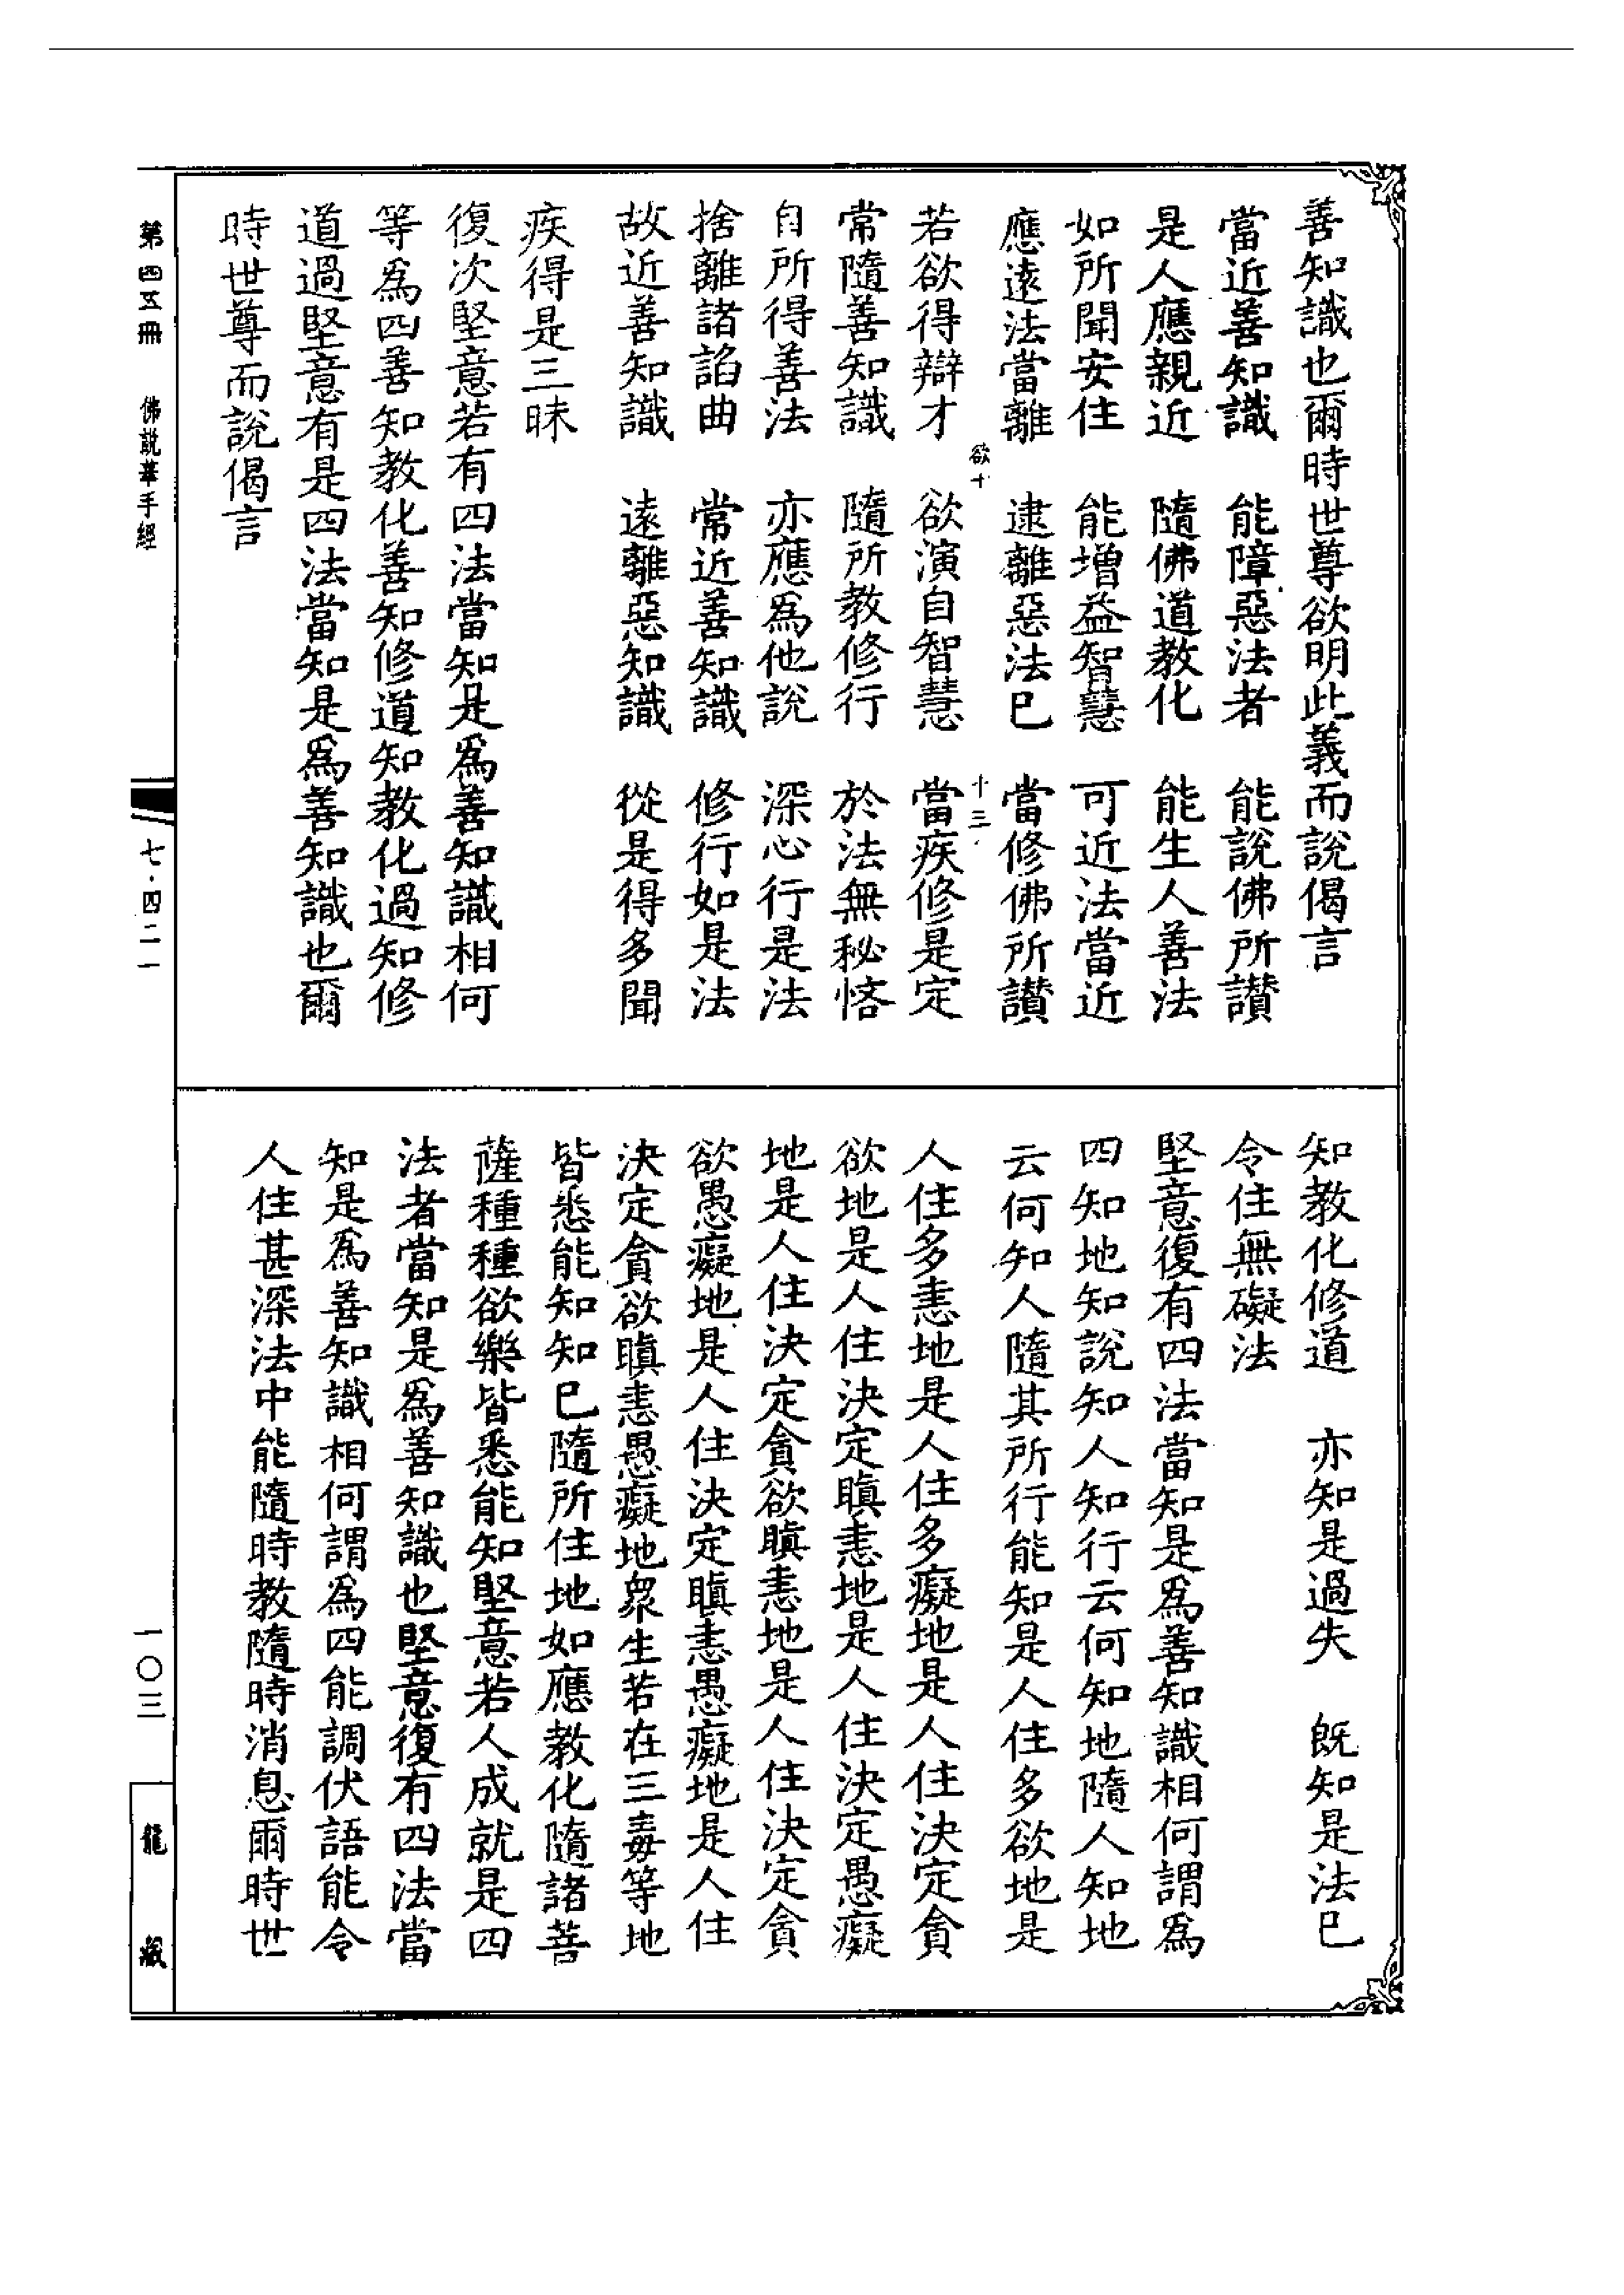 善知識也爾時世尊欲明此義而說偈言
當近善知識　能障惡法者　能說佛所讃
是人應親近　隨佛道教化　能生人善法
如所聞安住　能增益智慧　可近法當近
應遠法當離　逮離惡法已　當修佛所讃
欲十　十三
若欲得辯才　欲演自智慧　當疾修是定
常隨善知識　隨所教修行　於法無秘悋
自所得善法　亦應爲他說　深心行是法
捨離諸諂曲　常近善知識　修行如是法
故近善知識　遠離惡知識　從是得多聞
疾得是三昧
復次堅意若有四法當知是爲善知識相何
等爲四善知教化善知修道知教化過知修
道過堅意有是四法當知是爲善知識也爾
時世尊而說偈言
知教化修道　亦知是過失　旣知是法已
令住無礙法
堅意復有四法當知是爲善知識相何謂爲
四知地知說知人知行云何知地隨人知地
云何知人隨其所行能知是人住多欲地是
人住多恚地是人住多癡地是人住決定貪
欲地是人住決定瞋恚地是人住決定愚癡
地是人住決定貪欲瞋恚地是人住決定貪
欲愚癡地是人住決定瞋恚愚癡地是人住
決定貪欲瞋恚愚癡地衆生若在三毒等地
皆悉能知知已隨所住地如應教化隨諸菩
薩種種欲樂皆悉能知堅意若人成就是四
法者當知是爲善知識也堅意復有四法當
知是爲善知識相何謂爲四能調伏語能令
人住甚深法中能隨時教隨時消息爾時世
第四五冊　佛說華手經
七·四二一
一〇三
龍藏